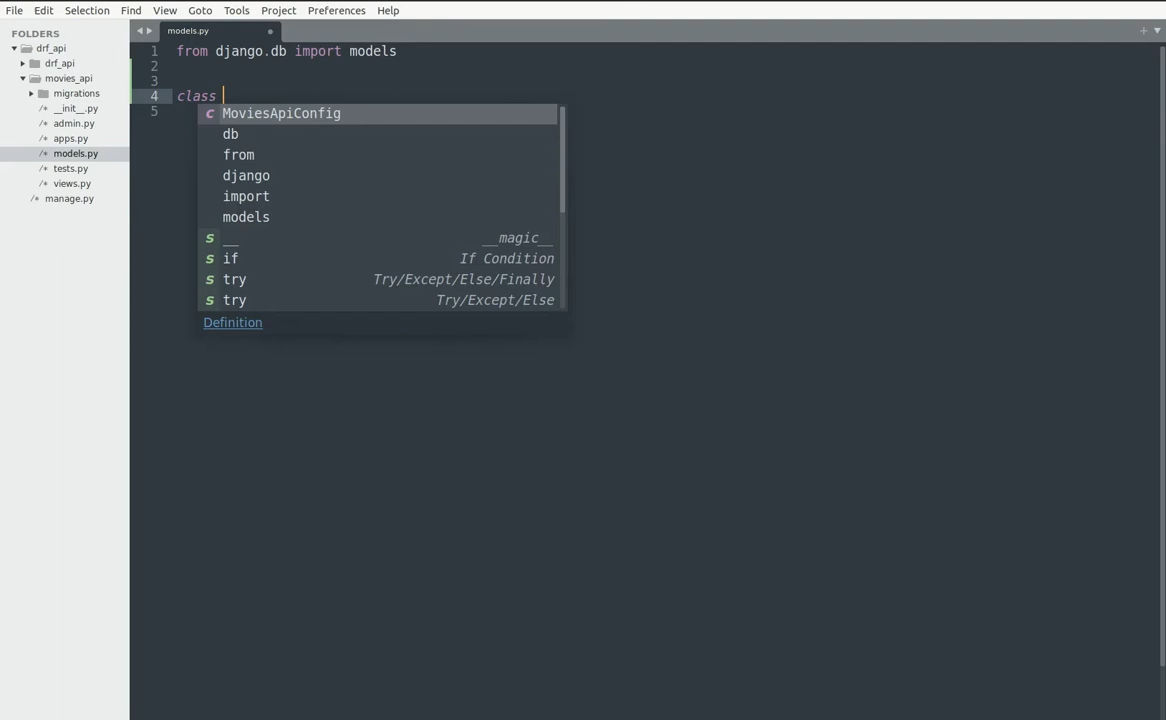 File Edit Selection Find View Goto Tools Project Preferences Help
FOLDERS
drf_api
drf_api
movies_api
migrations
/* __init__.py
/* admin.py
/* apps.py
/* models.py
/* tests.py
/* views.py
/* manage.py
models.py
1 from django.db import models
2
3
4 class
5
c MoviesApiConfig
db
from
django
import
models
s __ __magic__
s if If Condition
s try Try/Except/Else/Finally
s try Try/Except/Else
Definition